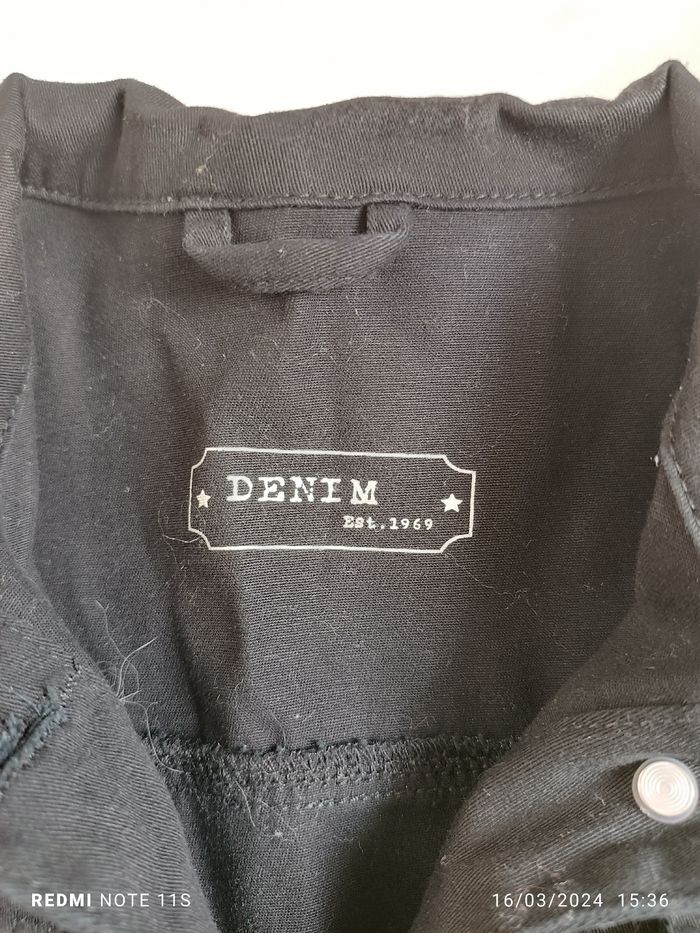 DENIM
Est.1969
REDMI NOTE 11S
16/03/2024 15:36